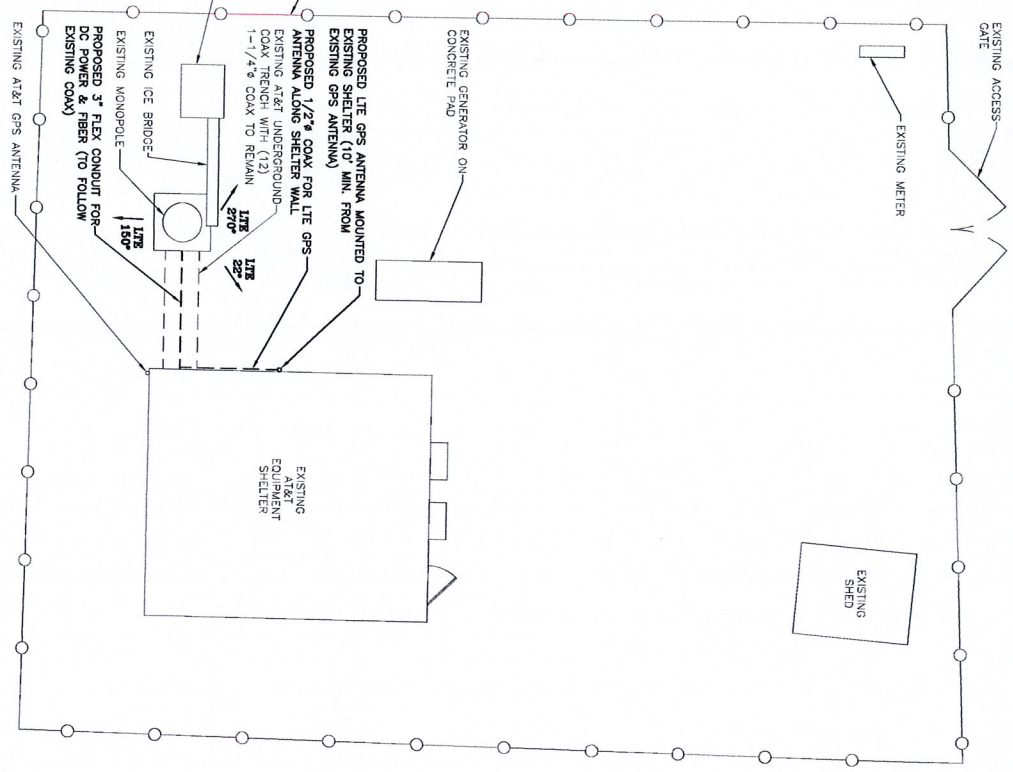 EXISTING ACCESS
GATE
EXISTING METER
EXISTING GENERATOR ON
CONCRETE PAD
PROPOSED LTE GPS ANTENNA MOUNTED TO
EXISTING SHELTER (10' MIN. FROM
EXISTING GPS ANTENNA)
PROPOSED 1/2"ø COAX FOR LTE GPS
ANTENNA ALONG SHELTER WALL
EXISTING AT&T UNDERGROUND
COAX TRENCH WITH (12)
1-1/4"ø COAX TO REMAIN
EXISTING ICE BRIDGE
EXISTING MONOPOLE
PROPOSED 3" FLEX CONDUIT FOR
DC POWER & FIBER (TO FOLLOW
EXISTING COAX)
EXISTING AT&T GPS ANTENNA
LTE
270°
LTE
22°
LTE
150°
EXISTING
AT&T
EQUIPMENT
SHELTER
EXISTING
SHED